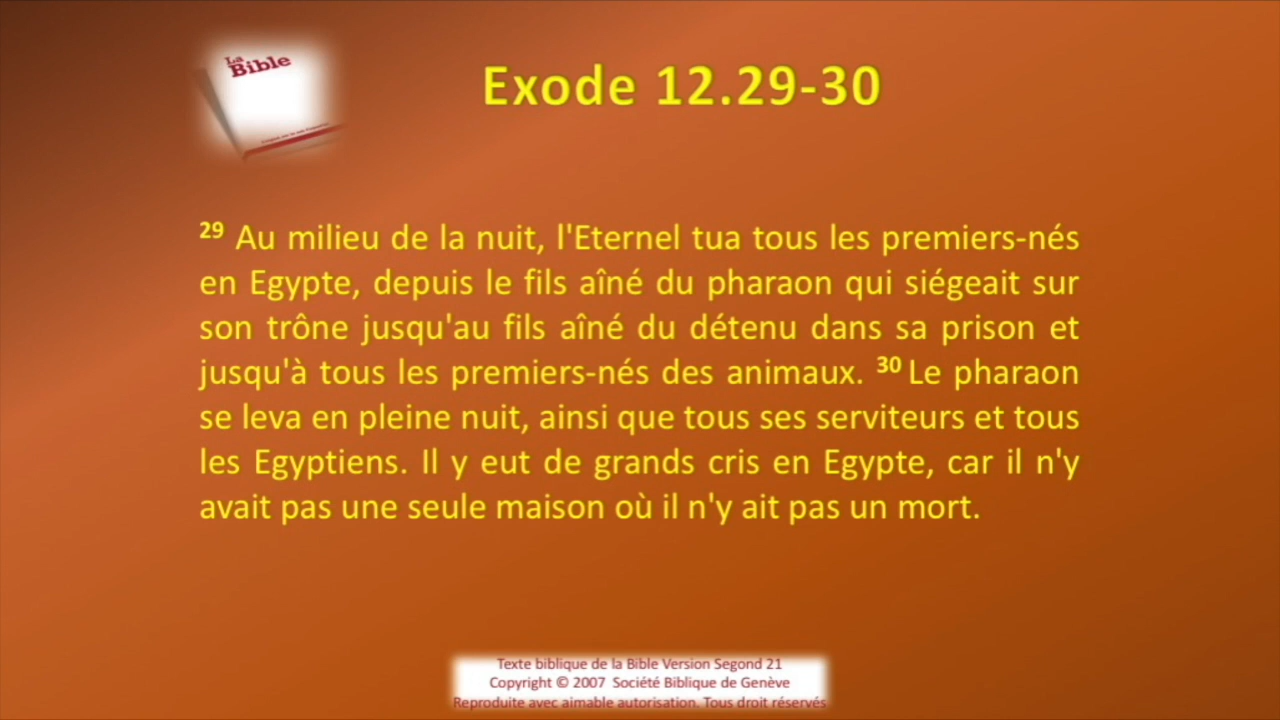 La
Bible
Exode 12.29-30
29 Au milieu de la nuit, l'Eternel tua tous les premiers-nés
en Egypte, depuis le fils aîné du pharaon qui siégeait sur
son trône jusqu'au fils aîné du détenu dans sa prison et
jusqu'à tous les premiers-nés des animaux. 30 Le pharaon
se leva en pleine nuit, ainsi que tous ses serviteurs et tous
les Egyptiens. Il y eut de grands cris en Egypte, car il n'y
avait pas une seule maison où il n'y ait pas un mort.
Texte biblique de la Bible Version Segond 21
Copyright © 2007 Société Biblique de Genève
Reproduite avec aimable autorisation. Tous droit réservés